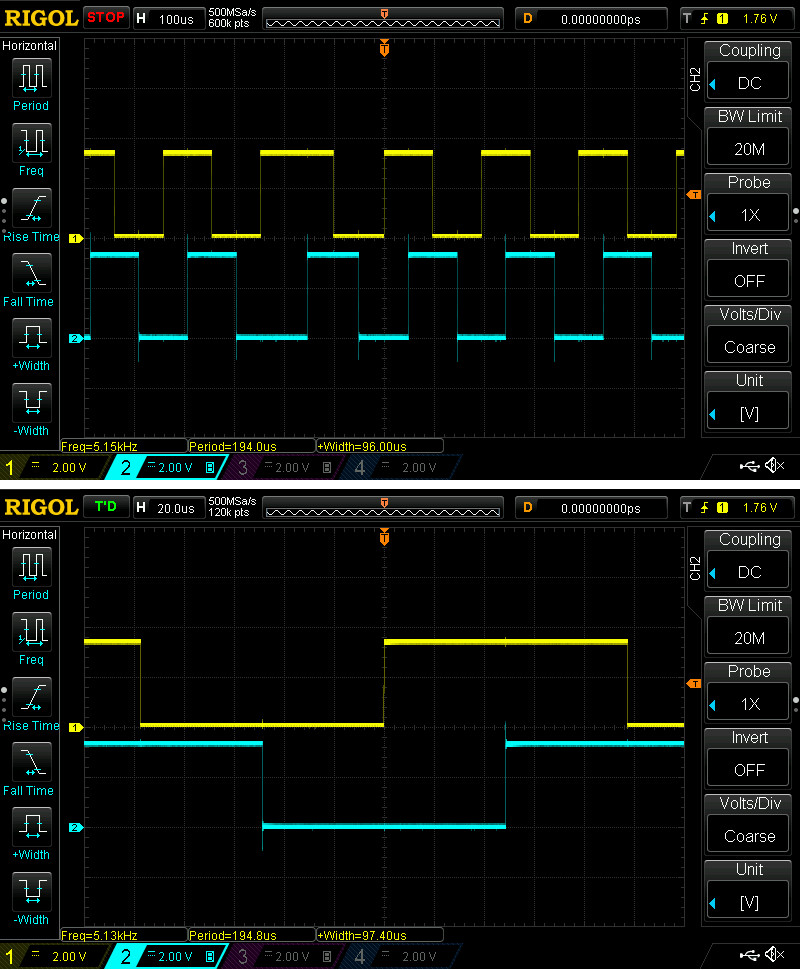 RIGOL STOP H 100us 500MSa/s D 0.00000000ps T 1 1.76 V
600k pts
T
Horizontal
Period
Freq
Rise Time
Fall Time
+Width
-Width
T
1
2
T
CH2
Coupling
DC
BW Limit
20M
Probe
1X
Invert
OFF
Volts/Div
Coarse
Unit
[V]
Freq=5.15kHz Period=194.0us +Width=96.00us
1 2.00 V 2 2.00 V B 3 2.00 V B 4 2.00 V
RIGOL T'D H 20.0us 500MSa/s D 0.00000000ps T 1 1.76 V
120k pts
T
Horizontal
Period
Freq
Rise Time
Fall Time
+Width
-Width
T
1
2
T
CH2
Coupling
DC
BW Limit
20M
Probe
1X
Invert
OFF
Volts/Div
Coarse
Unit
[V]
Freq=5.13kHz Period=194.8us +Width=97.40us
1 2.00 V 2 2.00 V B 3 2.00 V B 4 2.00 V